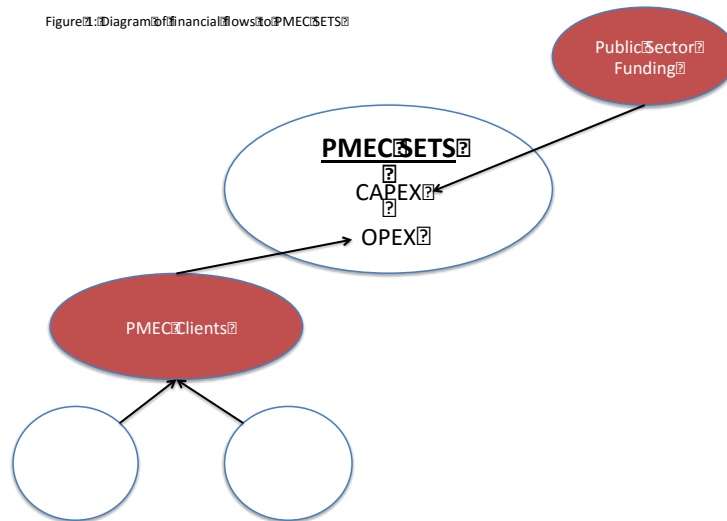 Figure 1: Diagram of financial flows to PMEC SETS
Public Sector
Funding
PMEC SETS
CAPEX
OPEX
PMEC Clients